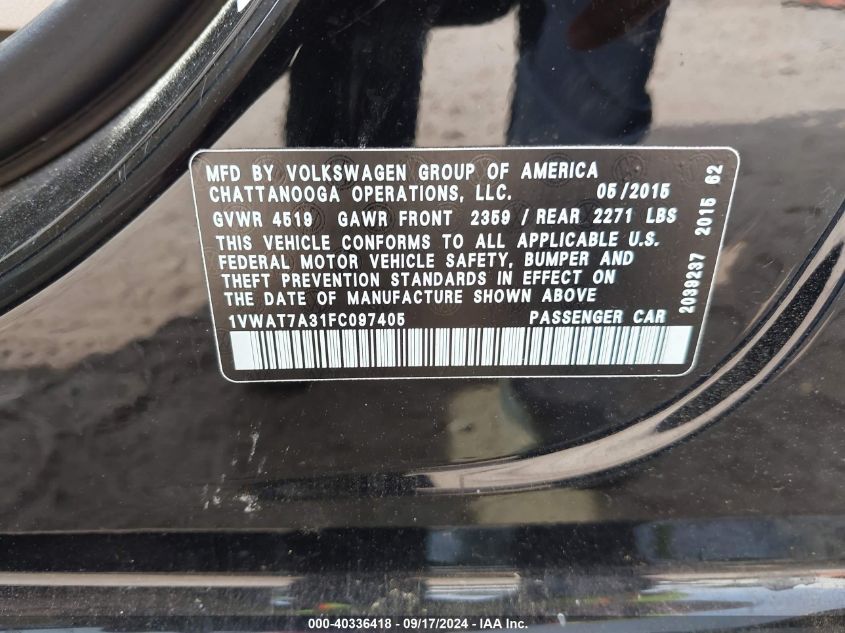 MFD BY VOLKSWAGEN GROUP OF AMERICA
CHATTANOOGA OPERATIONS, LLC. 05/2015
GVWR 4519 GAWR FRONT 2359 / REAR 2271 LBS
THIS VEHICLE CONFORMS TO ALL APPLICABLE U.S.
FEDERAL MOTOR VEHICLE SAFETY, BUMPER AND
THEFT PREVENTION STANDARDS IN EFFECT ON
THE DATE OF MANUFACTURE SHOWN ABOVE
1VWAT7A31FC097405 PASSENGER CAR
2039237 2015 62
000-40336418 - 09/17/2024 - IAA Inc.